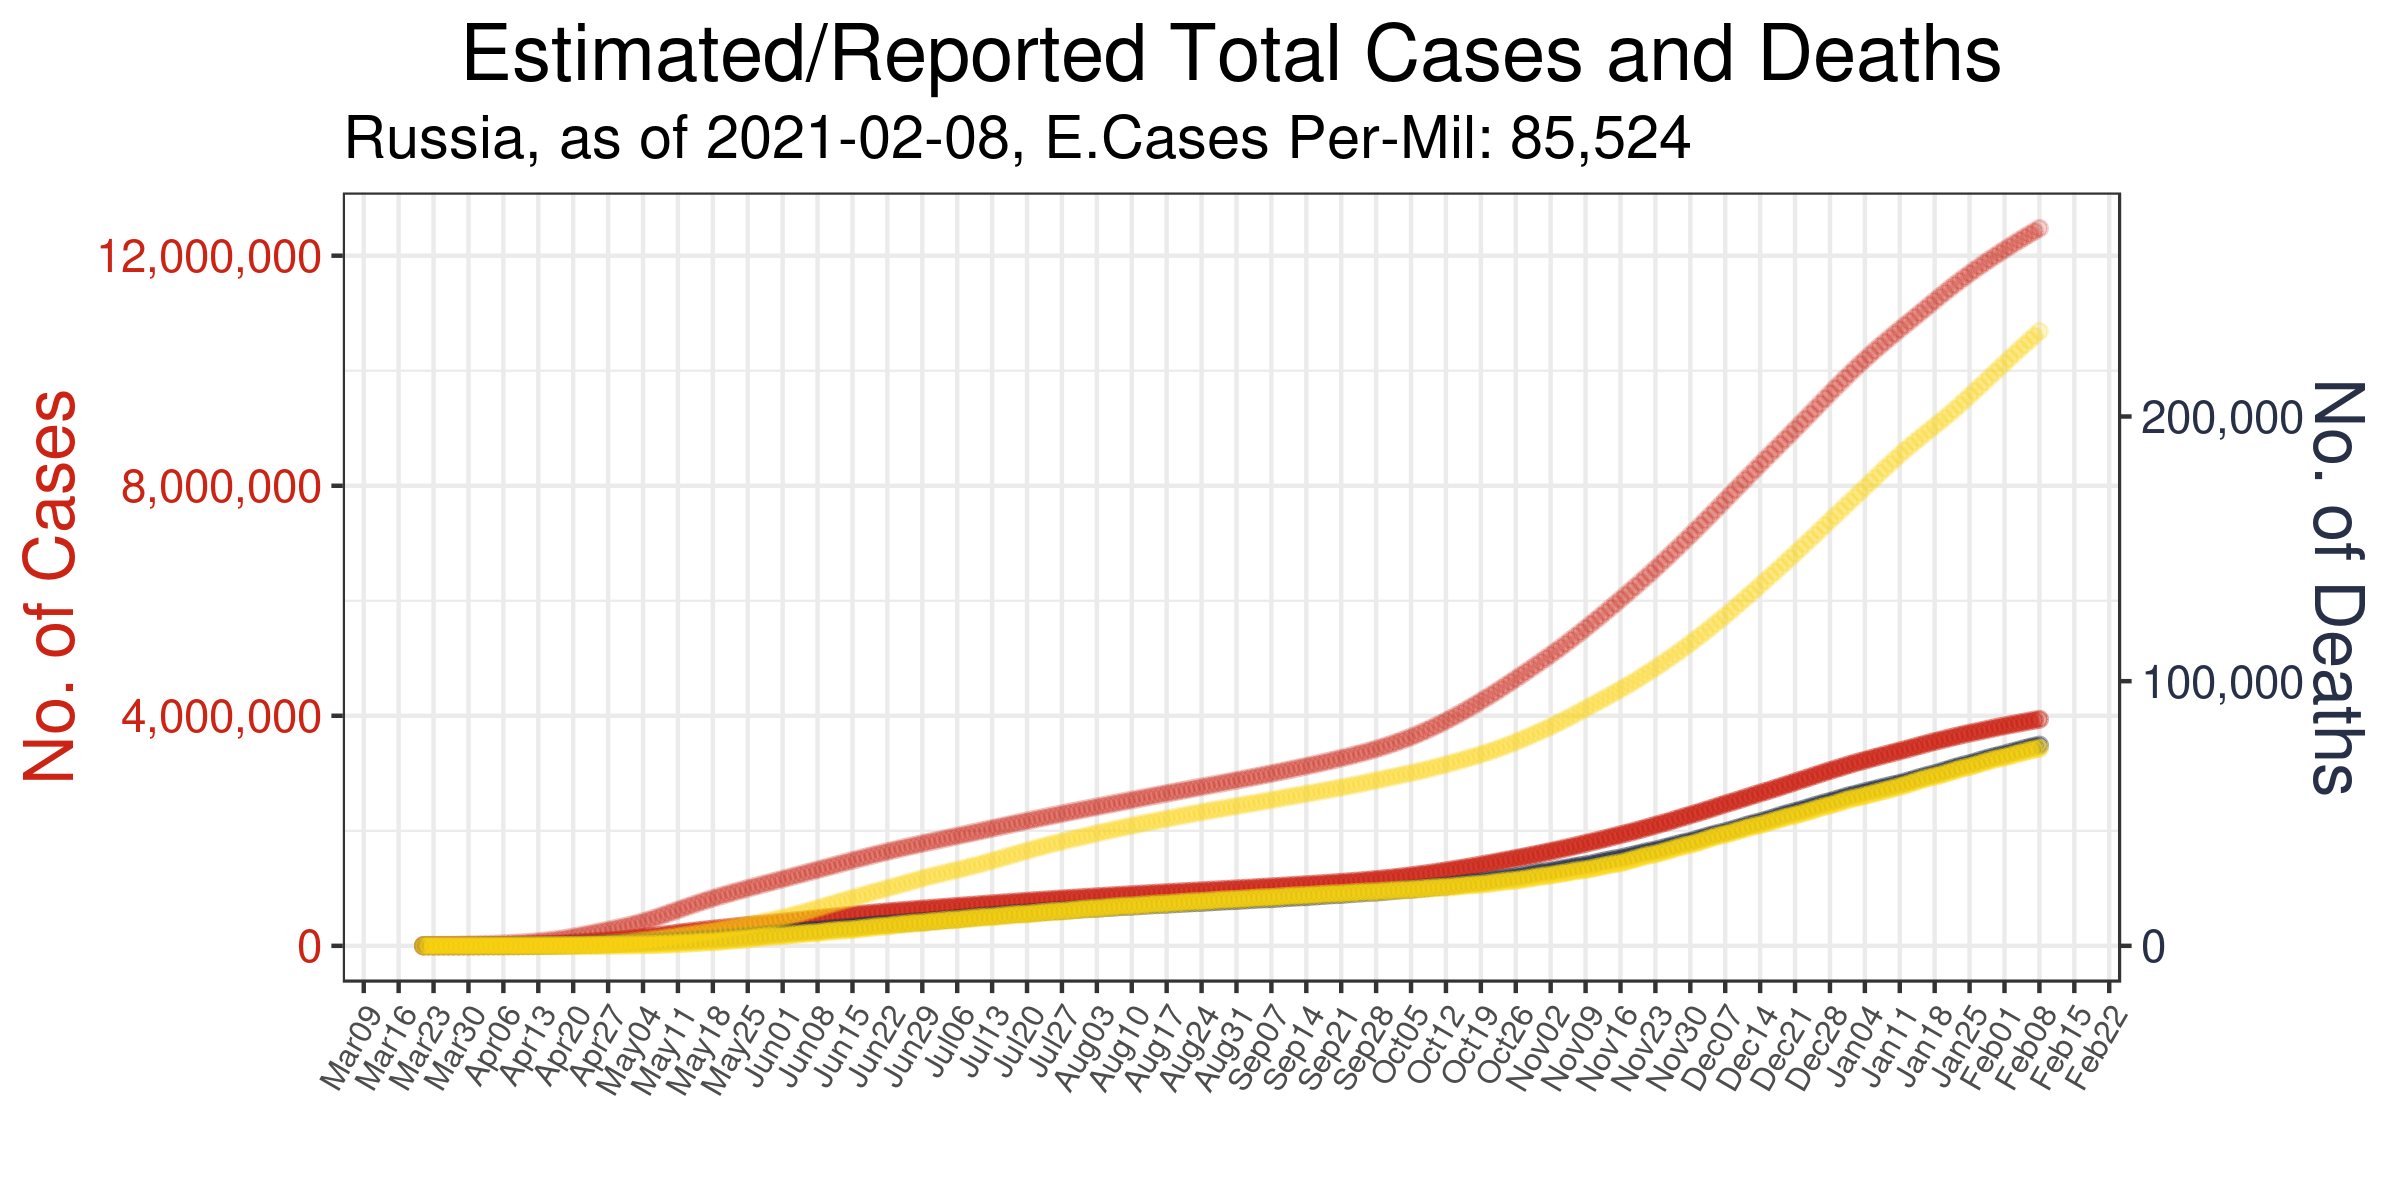 Estimated/Reported Total Cases and Deaths
Russia, as of 2021-02-08, E.Cases Per-Mil: 85,524
No. of Cases
12,000,000
8,000,000
4,000,000
0
200,000
100,000
0
No. of Deaths
Mar09
Mar16
Mar23
Mar30
Apr06
Apr13
Apr20
Apr27
May04
May11
May18
May25
Jun01
Jun08
Jun15
Jun22
Jun29
Jul06
Jul13
Jul20
Jul27
Aug03
Aug10
Aug17
Aug24
Aug31
Sep07
Sep14
Sep21
Sep28
Oct05
Oct12
Oct19
Oct26
Nov02
Nov09
Nov16
Nov23
Nov30
Dec07
Dec14
Dec21
Dec28
Jan04
Jan11
Jan18
Jan25
Feb01
Feb08
Feb15
Feb22